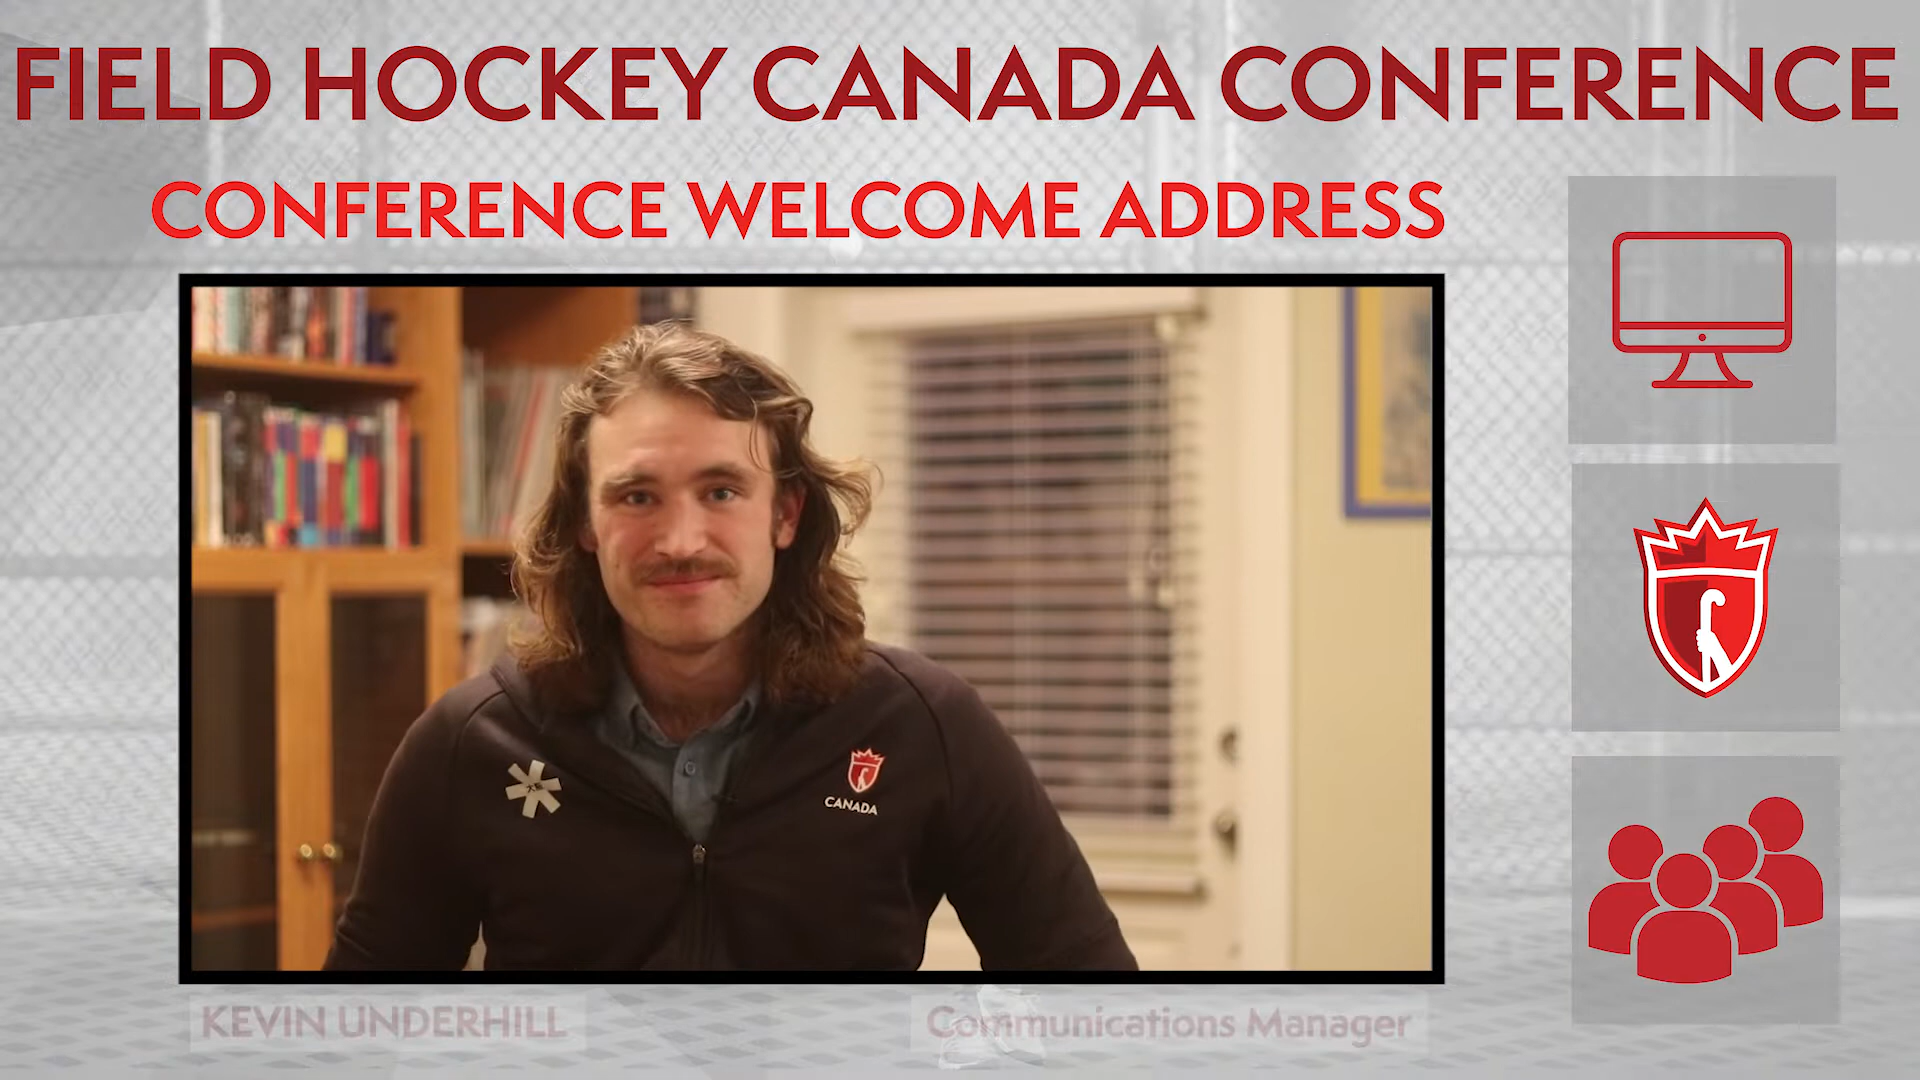 FIELD HOCKEY CANADA CONFERENCE
CONFERENCE WELCOME ADDRESS
CANADA
KEVIN UNDERHILL
Communications Manager